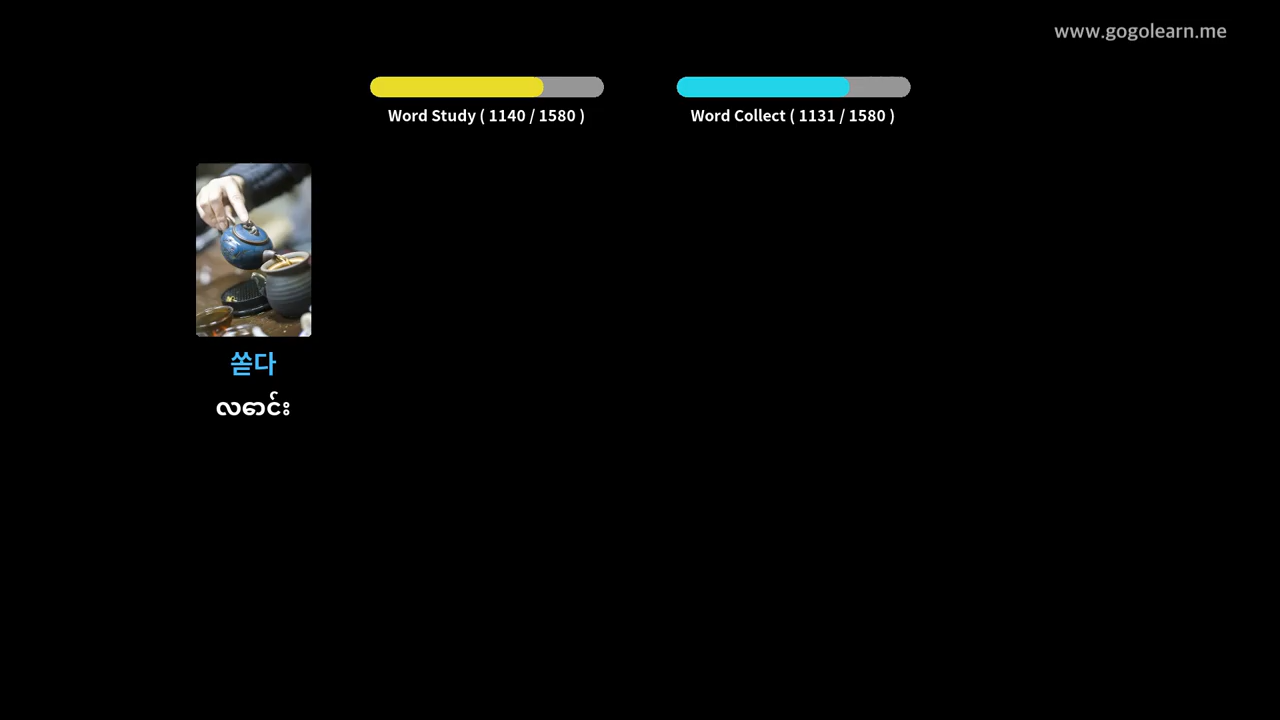 www.gogolearn.me
Word Study ( 1140 / 1580 )
Word Collect ( 1131 / 1580 )
쏟다
လောင်း